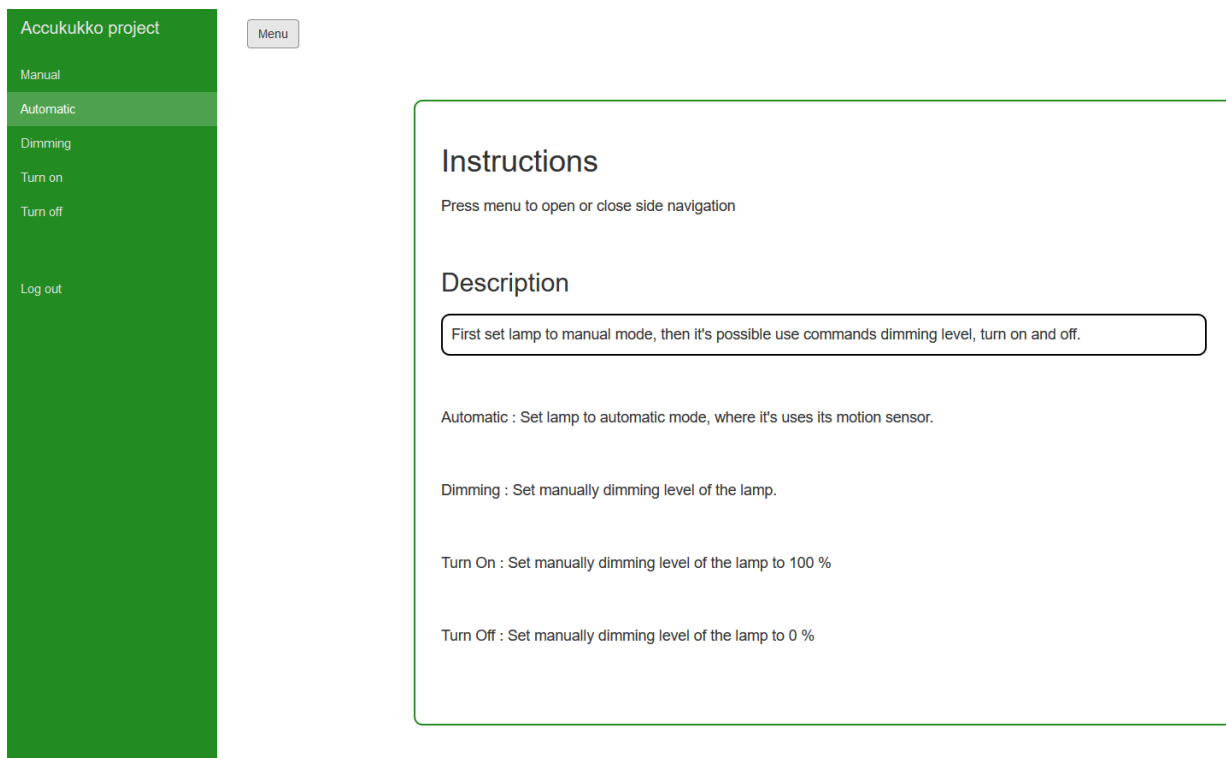 Accukukko project
Manual
Automatic
Dimming
Turn on
Turn off
Log out
Menu
Instructions
Press menu to open or close side navigation
Description
First set lamp to manual mode, then it's possible use commands dimming level, turn on and off.
Automatic : Set lamp to automatic mode, where it's uses its motion sensor.
Dimming : Set manually dimming level of the lamp.
Turn On : Set manually dimming level of the lamp to 100 %
Turn Off : Set manually dimming level of the lamp to 0 %